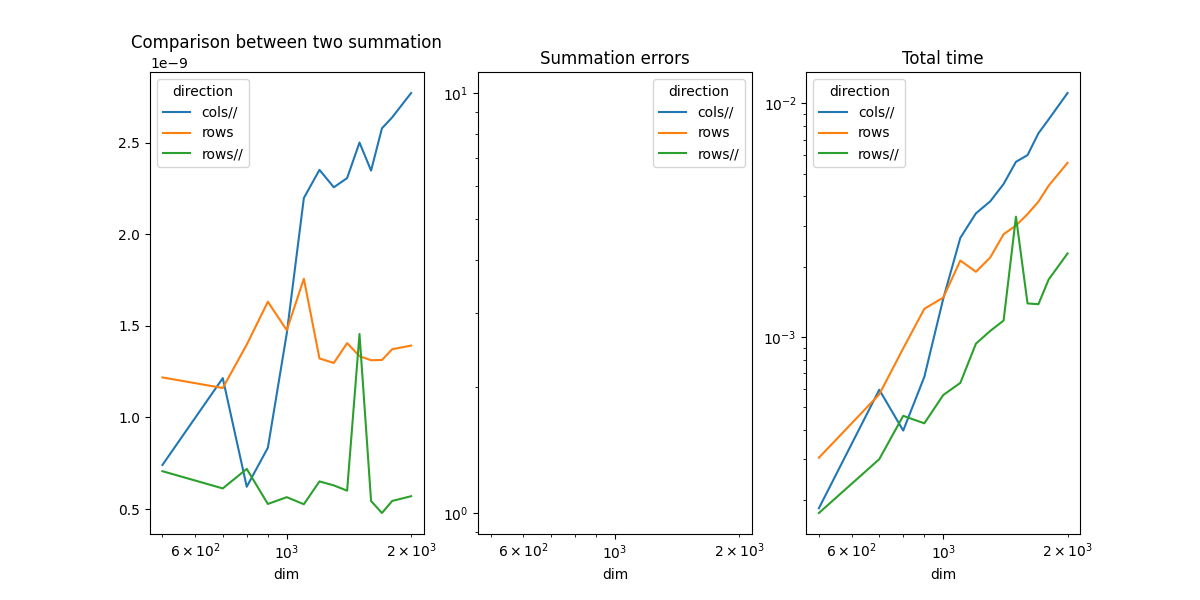 Comparison between two summation
1e−9
direction
cols//
rows
rows//
2.5
2.0
1.5
1.0
0.5
6 × 10²
10³
2 × 10³
dim
Summation errors
direction
cols//
rows
rows//
10¹
10⁰
6 × 10²
10³
2 × 10³
dim
Total time
direction
cols//
rows
rows//
10⁻²
10⁻³
6 × 10²
10³
2 × 10³
dim